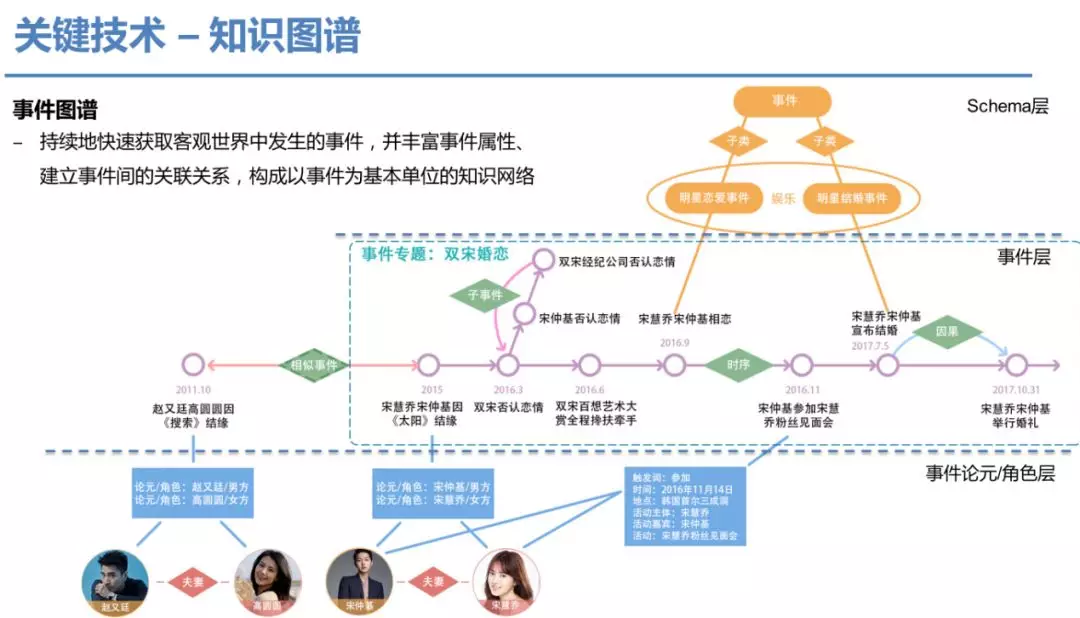 关键技术 – 知识图谱
事件图谱
– 持续地快速获取客观世界中发生的事件，并丰富事件属性、
建立事件间的关联关系，构成以事件为基本单位的知识网络
Schema层
事件
子类
子类
明星恋爱事件
娱乐
明星结婚事件
事件层
事件专题：双宋婚恋
双宋经纪公司否认恋情
子事件
宋仲基否认恋情
宋慧乔宋仲基相恋
2016.9
宋慧乔宋仲基
宣布结婚
2017.7.5
因果
相似事件
时序
2011.10
赵又廷高圆圆因
《搜索》结缘
2015
宋慧乔宋仲基因
《太阳》结缘
2016.3
双宋否认恋情
2016.6
双宋百想艺术大
赏全程搀扶牵手
2016.11
宋仲基参加宋慧
乔粉丝见面会
2017.10.31
宋慧乔宋仲基
举行婚礼
事件论元/角色层
论元/角色：赵又廷/男方
论元/角色：高圆圆/女方
论元/角色：宋仲基/男方
论元/角色：宋慧乔/女方
触发词：参加
时间：2016年11月14日
地点：韩国首尔三成洞
活动主体：宋慧乔
活动嘉宾：宋仲基
活动：宋慧乔粉丝见面会
赵又廷
夫妻
高圆圆
宋仲基
夫妻
宋慧乔